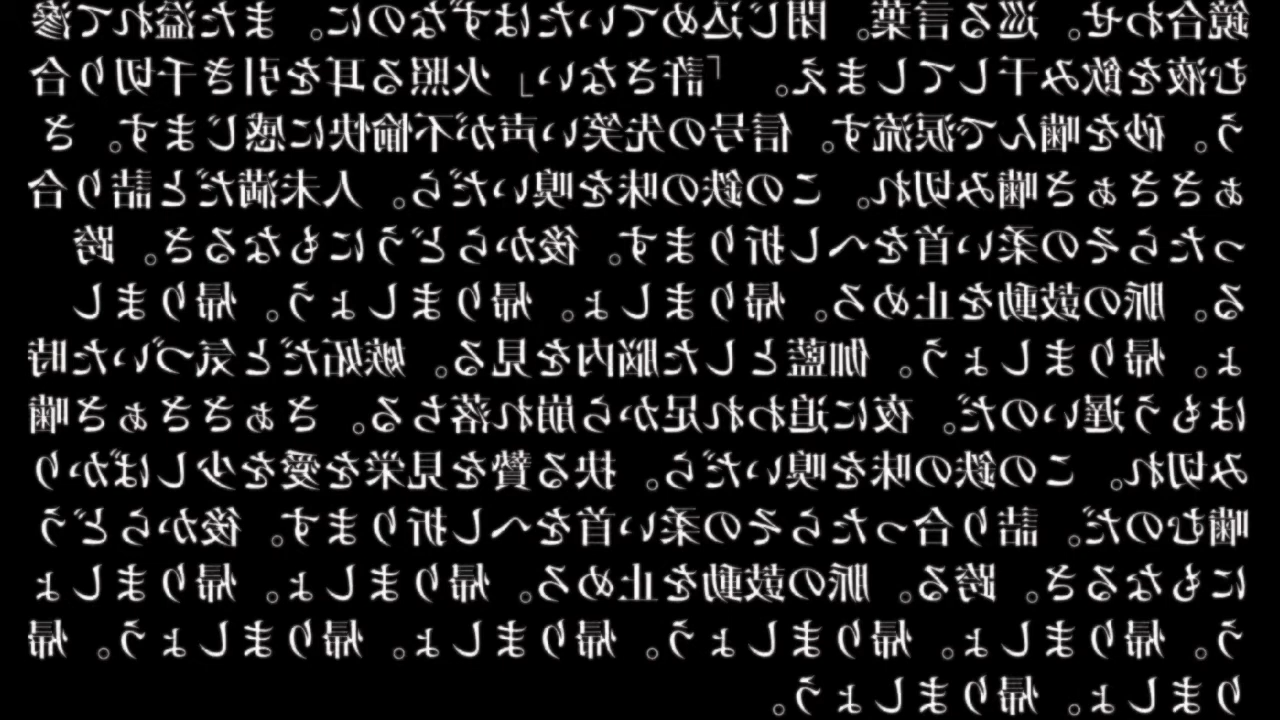 鏡合わせ。巡る言葉。閉じ込めていたはずなのに。また溢れて滲
む液を飲み干してしまえ。「許さない」火照る耳を引き千切り合
う。砂を噛んで涙流す。信号の先笑い声が不愉快に感じます。さ
ぁささぁさ噛み切れ。この鉄の味を嗅いだら。人未満だと詰り合
ったらその柔い首をへし折ります。後からどうにもなるさ。跨
る。脈の鼓動を止めろ。帰りましょ。帰りましょう。帰りまし
ょ。帰りましょう。伽藍とした脳内を見る。嫉妬だと気づいた時
はもう遅いのだ。夜に追われ足から崩れ落ちる。さぁささぁさ噛
み切れ。この鉄の味を嗅いだら。抉る贄を見栄を愛を少しばかり
噛むのだ。詰り合ったらその柔い首をへし折ります。後からどう
にもなるさ。跨る。脈の鼓動を止めろ。帰りましょ。帰りましょ
う。帰りましょ。帰りましょう。帰りましょ。帰りましょう。帰
りましょ。帰りましょう。